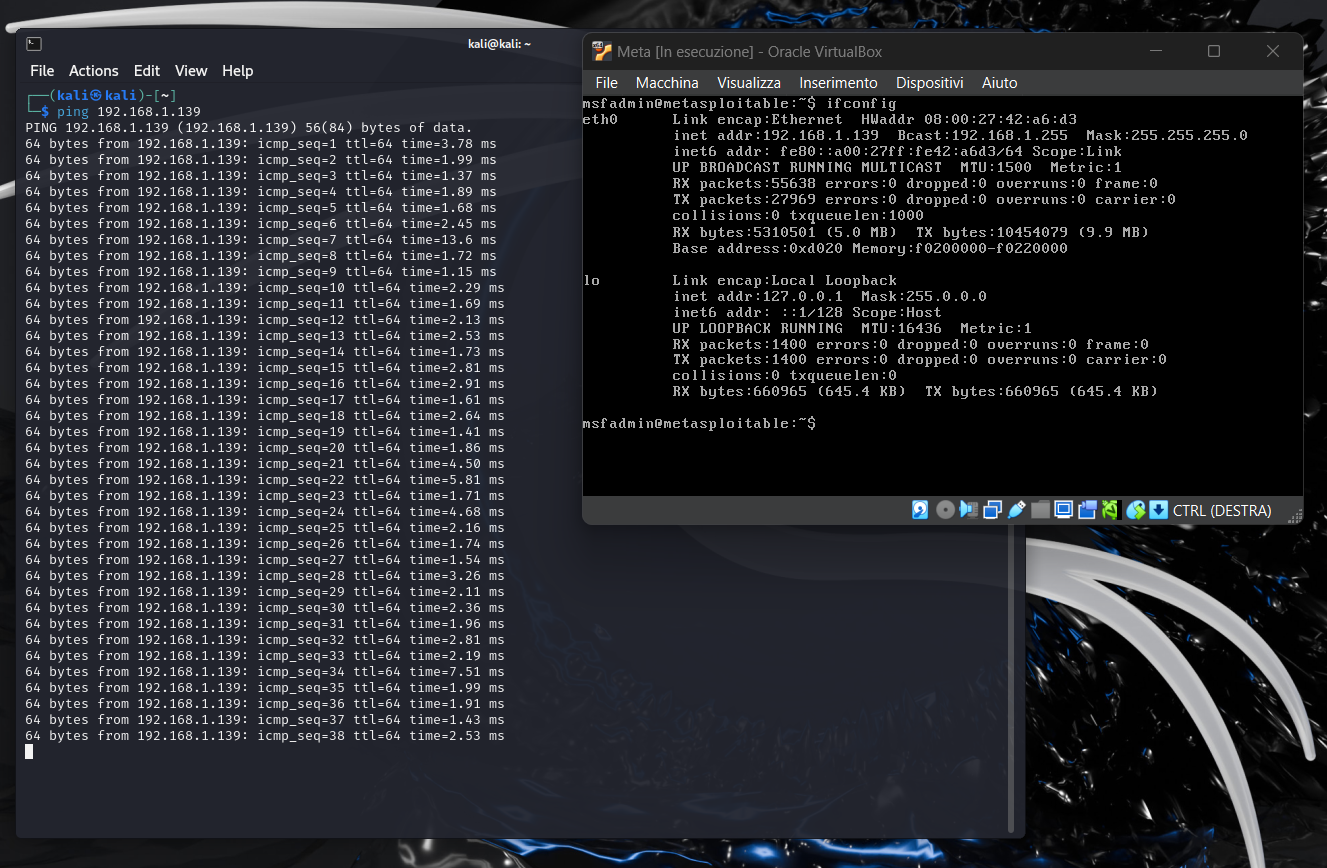 kali@kali: ~
File Actions Edit View Help
┌──(kali㉿kali)-[~]
└─$ ping 192.168.1.139
PING 192.168.1.139 (192.168.1.139) 56(84) bytes of data.
64 bytes from 192.168.1.139: icmp_seq=1 ttl=64 time=3.78 ms
64 bytes from 192.168.1.139: icmp_seq=2 ttl=64 time=1.99 ms
64 bytes from 192.168.1.139: icmp_seq=3 ttl=64 time=1.37 ms
64 bytes from 192.168.1.139: icmp_seq=4 ttl=64 time=1.89 ms
64 bytes from 192.168.1.139: icmp_seq=5 ttl=64 time=1.68 ms
64 bytes from 192.168.1.139: icmp_seq=6 ttl=64 time=2.45 ms
64 bytes from 192.168.1.139: icmp_seq=7 ttl=64 time=13.6 ms
64 bytes from 192.168.1.139: icmp_seq=8 ttl=64 time=1.72 ms
64 bytes from 192.168.1.139: icmp_seq=9 ttl=64 time=1.15 ms
64 bytes from 192.168.1.139: icmp_seq=10 ttl=64 time=2.29 ms
64 bytes from 192.168.1.139: icmp_seq=11 ttl=64 time=1.69 ms
64 bytes from 192.168.1.139: icmp_seq=12 ttl=64 time=2.13 ms
64 bytes from 192.168.1.139: icmp_seq=13 ttl=64 time=2.53 ms
64 bytes from 192.168.1.139: icmp_seq=14 ttl=64 time=1.73 ms
64 bytes from 192.168.1.139: icmp_seq=15 ttl=64 time=2.81 ms
64 bytes from 192.168.1.139: icmp_seq=16 ttl=64 time=2.91 ms
64 bytes from 192.168.1.139: icmp_seq=17 ttl=64 time=1.61 ms
64 bytes from 192.168.1.139: icmp_seq=18 ttl=64 time=2.64 ms
64 bytes from 192.168.1.139: icmp_seq=19 ttl=64 time=1.41 ms
64 bytes from 192.168.1.139: icmp_seq=20 ttl=64 time=1.86 ms
64 bytes from 192.168.1.139: icmp_seq=21 ttl=64 time=4.50 ms
64 bytes from 192.168.1.139: icmp_seq=22 ttl=64 time=5.81 ms
64 bytes from 192.168.1.139: icmp_seq=23 ttl=64 time=1.71 ms
64 bytes from 192.168.1.139: icmp_seq=24 ttl=64 time=4.68 ms
64 bytes from 192.168.1.139: icmp_seq=25 ttl=64 time=2.16 ms
64 bytes from 192.168.1.139: icmp_seq=26 ttl=64 time=1.74 ms
64 bytes from 192.168.1.139: icmp_seq=27 ttl=64 time=1.54 ms
64 bytes from 192.168.1.139: icmp_seq=28 ttl=64 time=3.26 ms
64 bytes from 192.168.1.139: icmp_seq=29 ttl=64 time=2.11 ms
64 bytes from 192.168.1.139: icmp_seq=30 ttl=64 time=2.36 ms
64 bytes from 192.168.1.139: icmp_seq=31 ttl=64 time=1.96 ms
64 bytes from 192.168.1.139: icmp_seq=32 ttl=64 time=2.81 ms
64 bytes from 192.168.1.139: icmp_seq=33 ttl=64 time=2.19 ms
64 bytes from 192.168.1.139: icmp_seq=34 ttl=64 time=7.51 ms
64 bytes from 192.168.1.139: icmp_seq=35 ttl=64 time=1.99 ms
64 bytes from 192.168.1.139: icmp_seq=36 ttl=64 time=1.91 ms
64 bytes from 192.168.1.139: icmp_seq=37 ttl=64 time=1.43 ms
64 bytes from 192.168.1.139: icmp_seq=38 ttl=64 time=2.53 ms
Meta [In esecuzione] - Oracle VirtualBox
File Macchina Visualizza Inserimento Dispositivi Aiuto
msfadmin@metasploitable:~$ ifconfig
eth0 Link encap:Ethernet HWaddr 08:00:27:42:a6:d3
inet addr:192.168.1.139 Bcast:192.168.1.255 Mask:255.255.255.0
inet6 addr: fe80::a00:27ff:fe42:a6d3/64 Scope:Link
UP BROADCAST RUNNING MULTICAST MTU:1500 Metric:1
RX packets:55638 errors:0 dropped:0 overruns:0 frame:0
TX packets:27969 errors:0 dropped:0 overruns:0 carrier:0
collisions:0 txqueuelen:1000
RX bytes:5310501 (5.0 MB) TX bytes:10454079 (9.9 MB)
Base address:0xd020 Memory:f0200000-f0220000
lo Link encap:Local Loopback
inet addr:127.0.0.1 Mask:255.0.0.0
inet6 addr: ::1/128 Scope:Host
UP LOOPBACK RUNNING MTU:16436 Metric:1
RX packets:1400 errors:0 dropped:0 overruns:0 frame:0
TX packets:1400 errors:0 dropped:0 overruns:0 carrier:0
collisions:0 txqueuelen:0
RX bytes:660965 (645.4 KB) TX bytes:660965 (645.4 KB)
msfadmin@metasploitable:~$
CTRL (DESTRA)